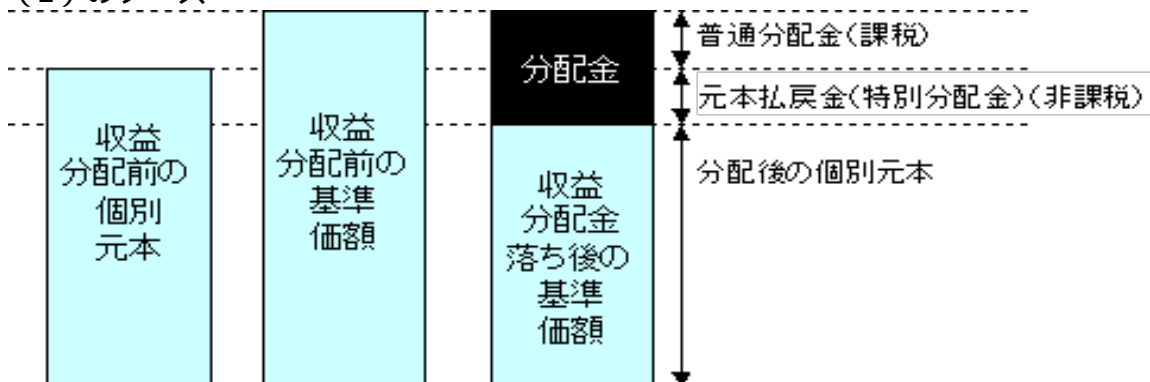 収益
分配前の
個別
元本
収益
分配前の
基準
価額
分配金
収益
分配金
落ち後の
基準
価額
普通分配金(課税)
元本払戻金(特別分配金)(非課税)
分配後の個別元本